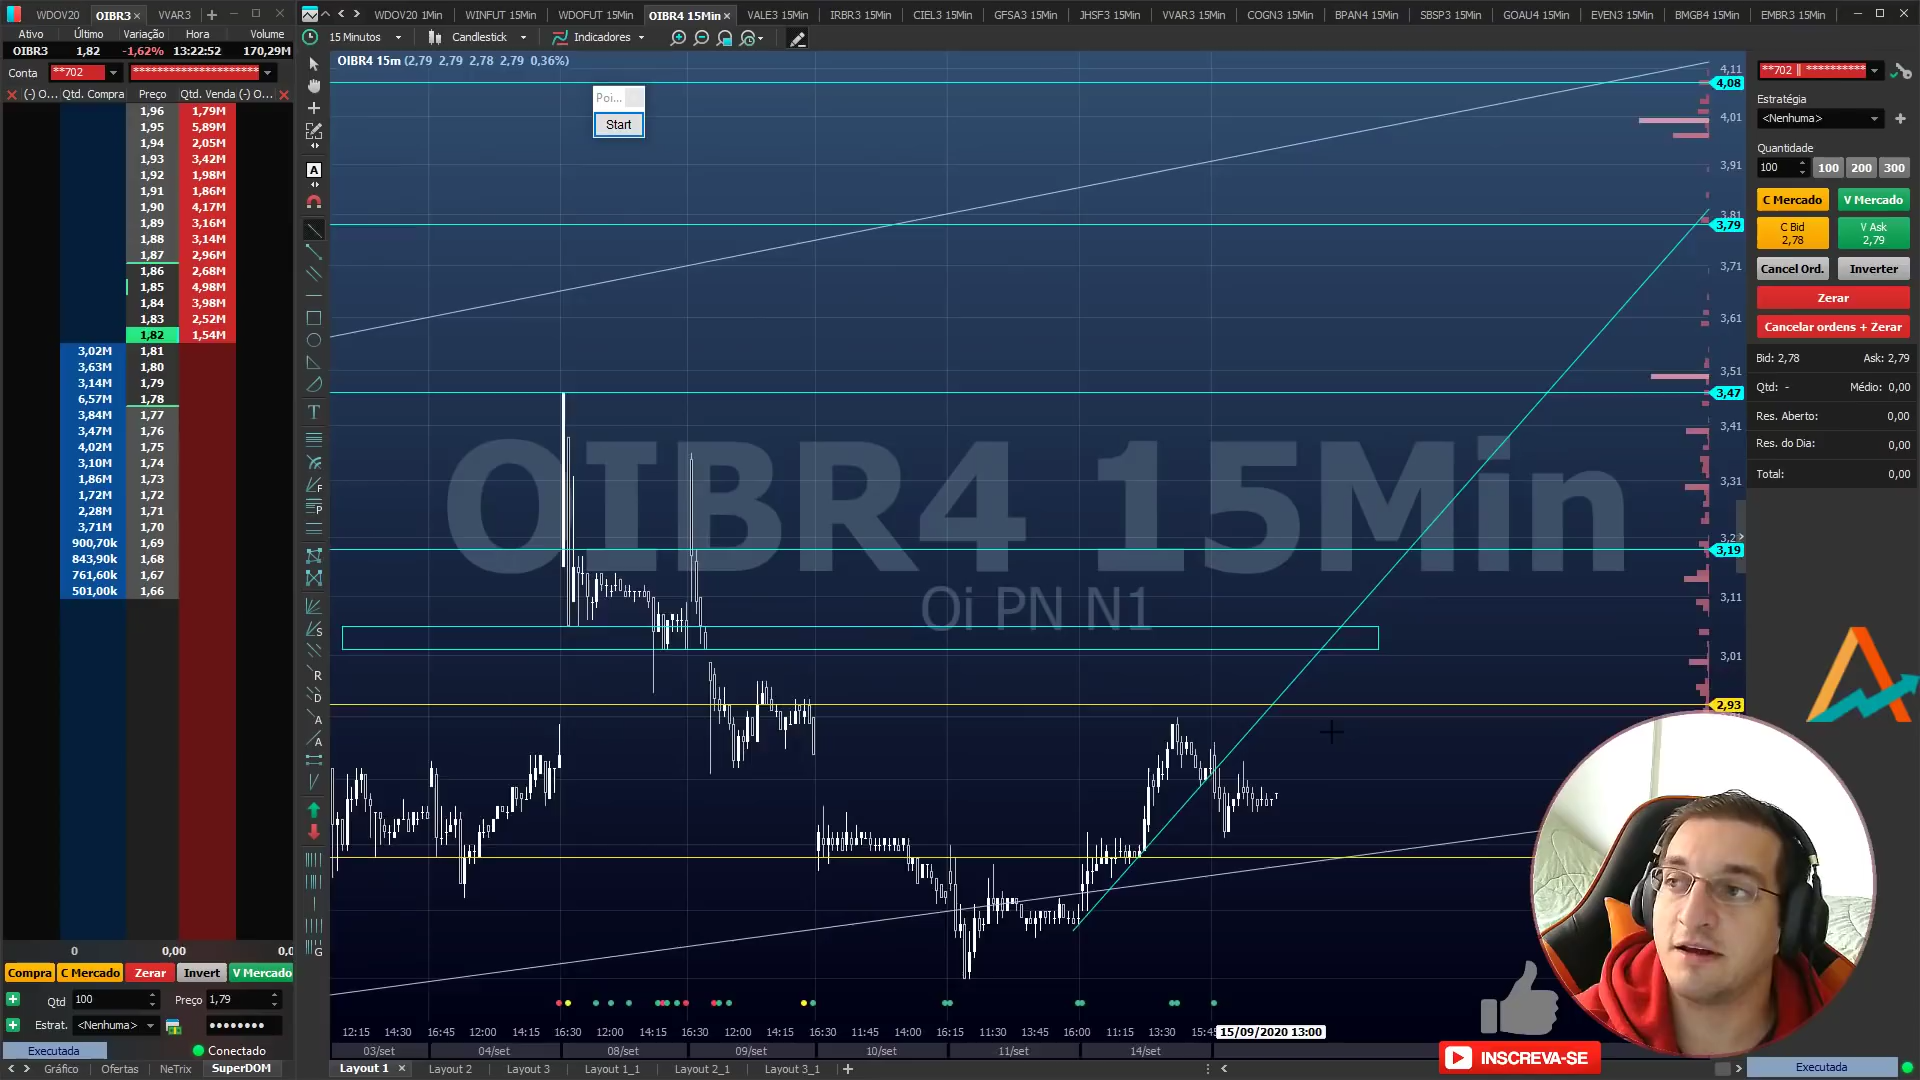 WDOV20
OIBR3
VVAR3
WDOV20 1Min
WINFUT 15Min
WDOFUT 15Min
OIBR4 15Min
VALE3 15Min
IRBR3 15Min
CIEL3 15Min
GFSA3 15Min
JHSF3 15Min
VVAR3 15Min
COGN3 15Min
BPAN4 15Min
SBSP3 15Min
GOAU4 15Min
EVEN3 15Min
BMGB4 15Min
EMBR3 15Min
Ativo Último Variação Hora Volume
OIBR3 1,82 -1,62% 13:22:52 170,29M
Conta **702
(-) O... Qtd. Compra Preço Qtd. Venda (-) O...
1,96 1,79M
1,95 5,89M
1,94 2,05M
1,93 3,42M
1,92 1,98M
1,91 1,86M
1,90 4,17M
1,89 3,16M
1,88 3,14M
1,87 2,96M
1,86 2,68M
1,85 4,98M
1,84 3,98M
1,83 2,52M
1,82 1,54M
3,02M 1,81
3,63M 1,80
3,14M 1,79
6,57M 1,78
3,84M 1,77
3,47M 1,76
4,02M 1,75
3,10M 1,74
1,86M 1,73
1,72M 1,72
2,28M 1,71
3,71M 1,70
900,70k 1,69
843,90k 1,68
761,60k 1,67
501,00k 1,66
0 0,00 0,0
Compra C Mercado Zerar Invert V Mercado
Qtd 100 Preço 1,79
Estrat. <Nenhuma>
Executada Conectado
Gráfico Ofertas NeTrix SuperDOM
15 Minutos Candlestick Indicadores
OIBR4 15m (2,79 2,79 2,78 2,79 0,36%)
Poi...
Start
OIBR4 15Min
Oi PN N1
4,11
4,08
4,01
3,91
3,81
3,79
3,71
3,61
3,51
3,47
3,41
3,31
3,19
3,11
3,01
2,93
12:15 14:30 16:45 12:00 14:15 16:30 12:00 14:15 16:30 12:00 14:15 16:30 11:45 14:00 16:15 11:30 13:45 16:00 11:15 13:30 15:45 15/09/2020 13:00
03/set 04/set 08/set 09/set 10/set 11/set 14/set
Layout 1 Layout 2 Layout 3 Layout 1_1 Layout 2_1 Layout 3_1
**702 || **********
Estratégia
<Nenhuma>
Quantidade
100 100 200 300
C Mercado V Mercado
C Bid V Ask
2,78 2,79
Cancel Ord. Inverter
Zerar
Cancelar ordens + Zerar
Bid: 2,78 Ask: 2,79
Qtd: - Médio: 0,00
Res. Aberto: 0,00
Res. do Dia: 0,00
Total: 0,00
INSCREVA-SE
Executada